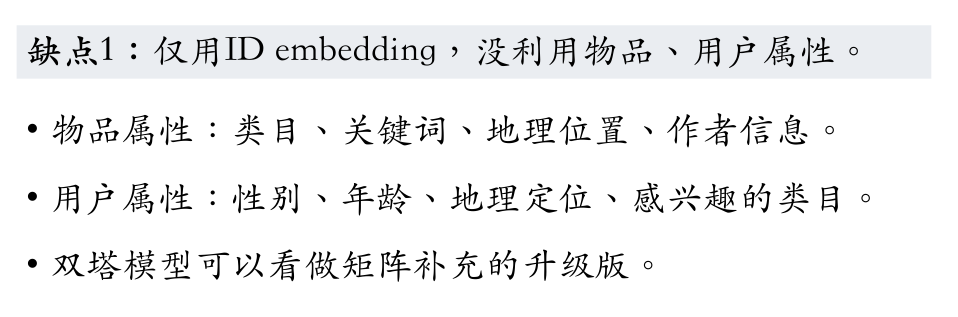 缺点1：仅用ID embedding，没利用物品、用户属性。
• 物品属性：类目、关键词、地理位置、作者信息。
• 用户属性：性别、年龄、地理定位、感兴趣的类目。
• 双塔模型可以看做矩阵补充的升级版。